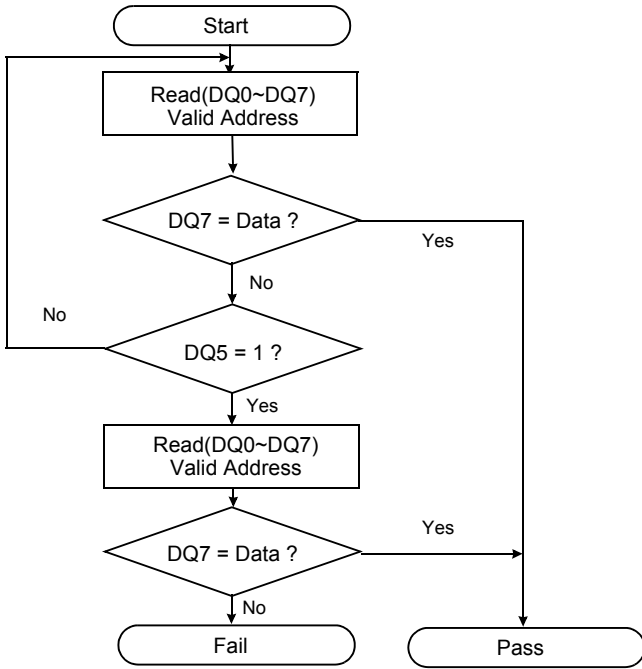 Start
Read(DQ0~DQ7)
Valid Address
DQ7 = Data ?
Yes
No
No
DQ5 = 1 ?
Yes
Read(DQ0~DQ7)
Valid Address
DQ7 = Data ?
Yes
No
Fail
Pass